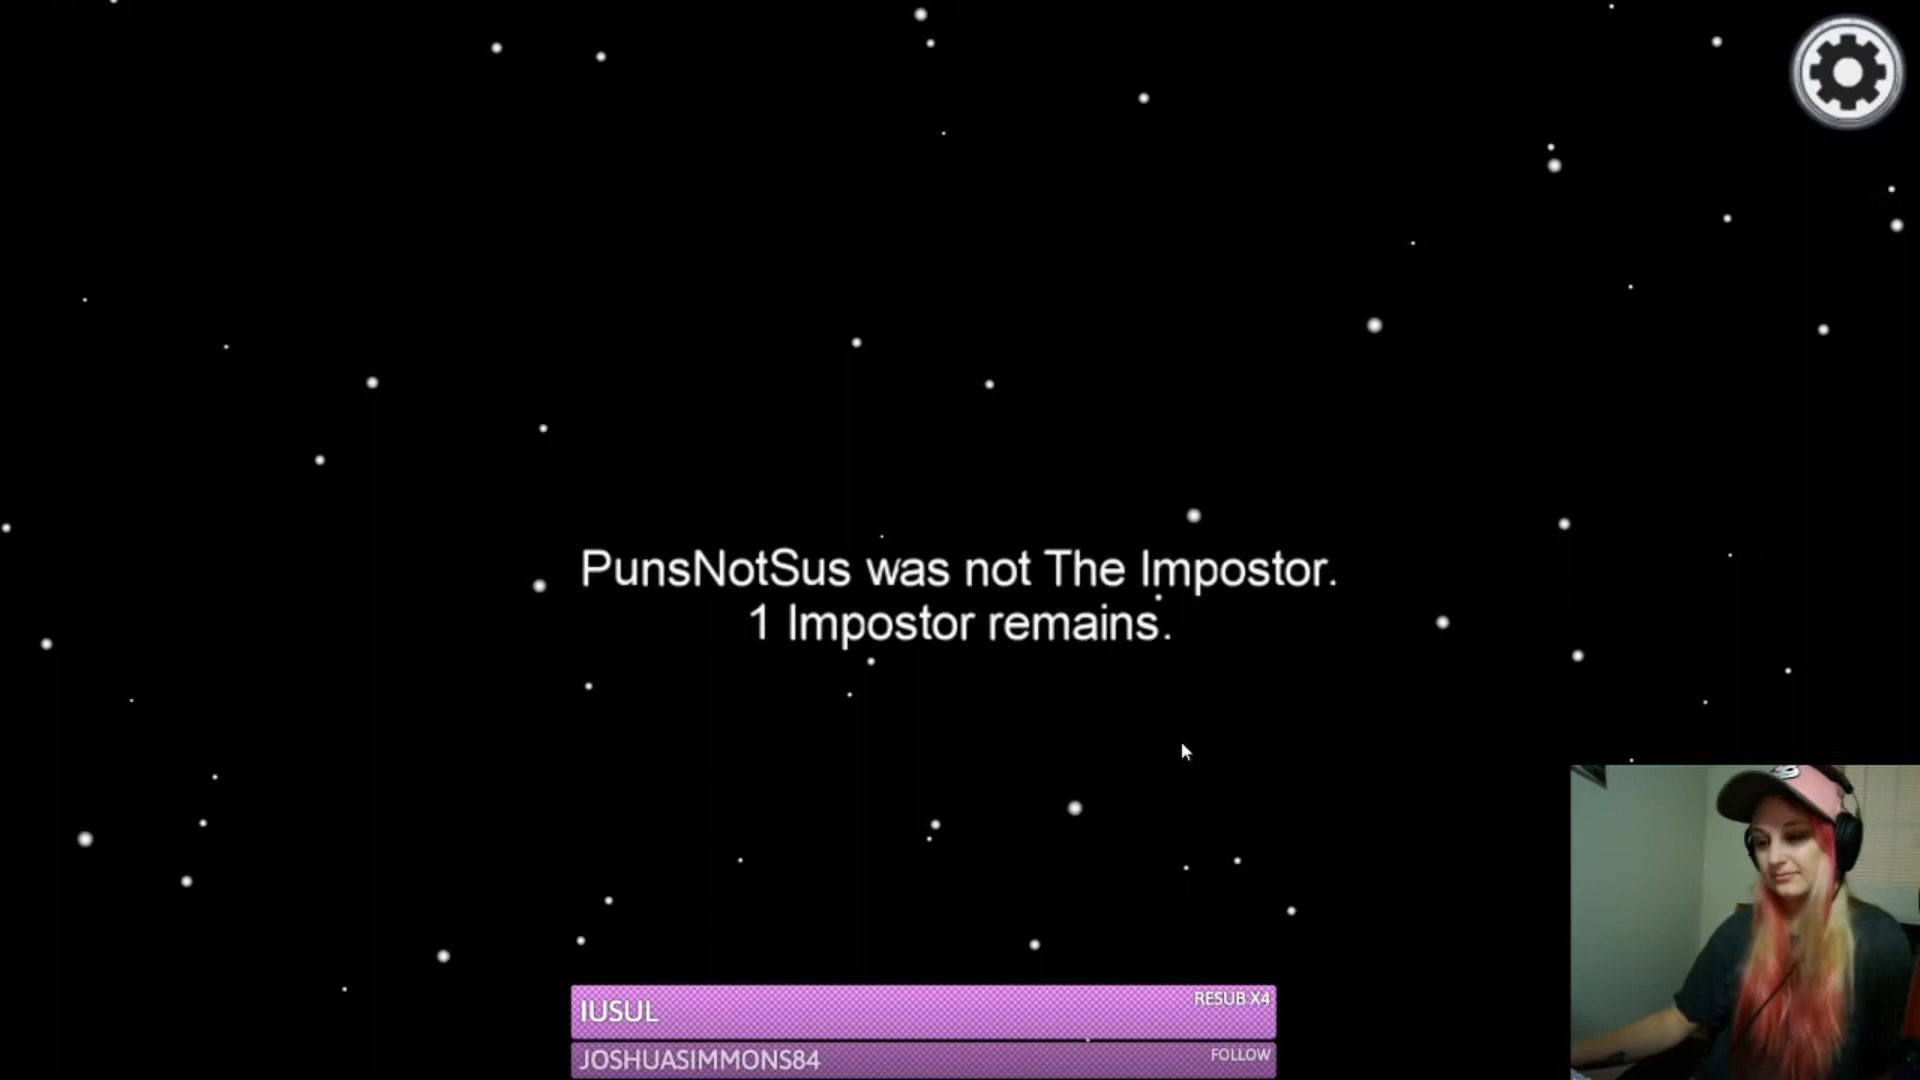 PunsNotSus was not The Impostor.
1 Impostor remains.
IUSUL
RESUB X4
JOSHUASIMMONS84
FOLLOW